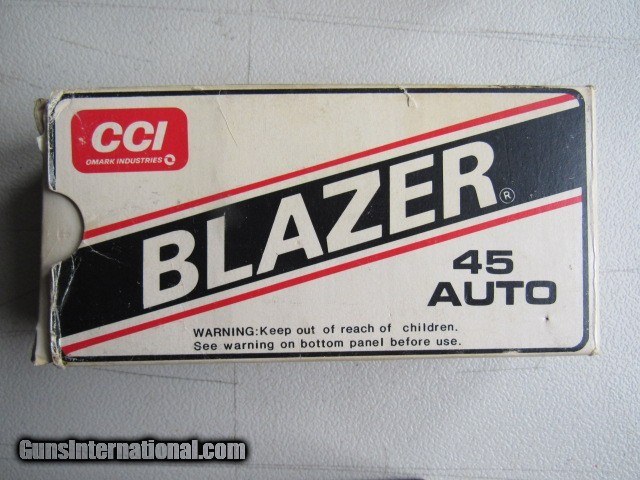 CCI
OMARK INDUSTRIES
BLAZER®
45
AUTO
WARNING:Keep out of reach of children.
See warning on bottom panel before use.
GunsInternational.com